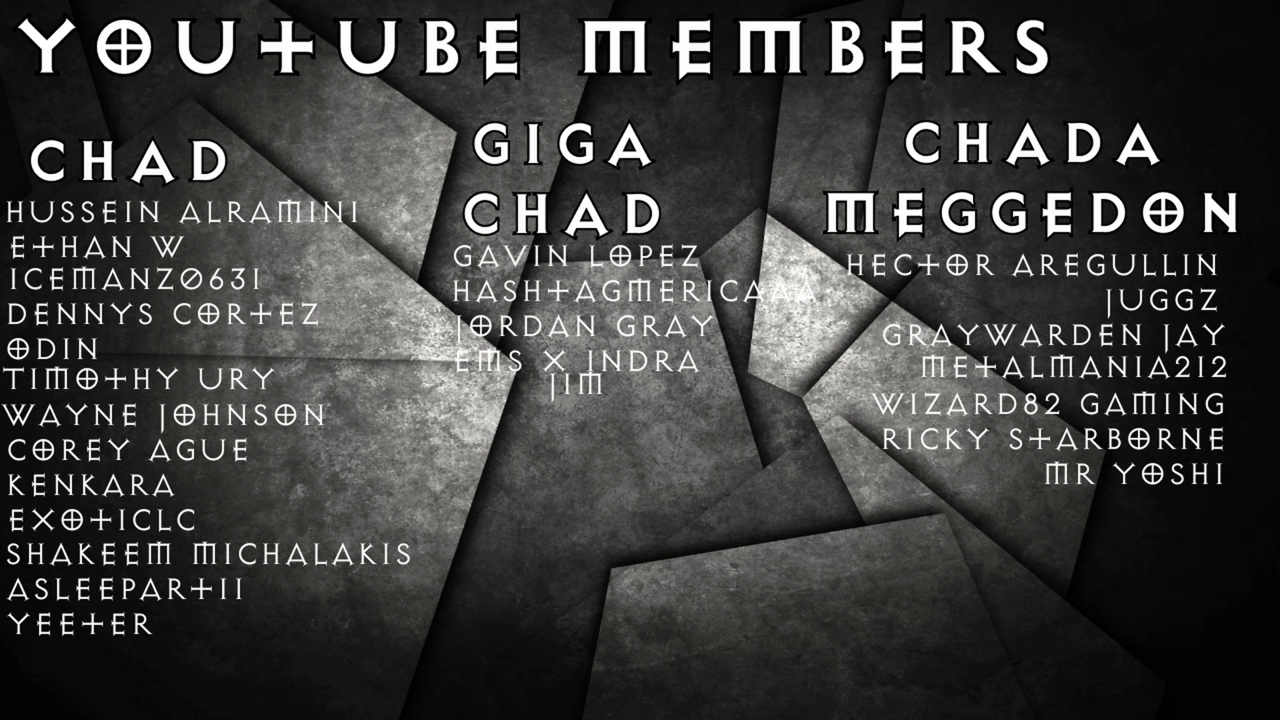 YOUTUBE MEMBERS
CHAD
HUSSEIN ALRAMINI
ETHAN W
ICEMANZ0631
DENNYS CORTEZ
ODIN
TIMOTHY URY
WAYNE JOHNSON
COREY AGUE
KENKARA
EXOTICLC
SHAKEEM MICHALAKIS
ASLEEPARTII
YEETER
GIGA
CHAD
GAVIN LOPEZ
HASHTAGMERICAAA
JORDAN GRAY
EMS X INDRA
JIM
CHADA
MEGGEDON
HECTOR AREGULLIN
JUGGZ
GRAYWARDEN JAY
METALMANIA212
WIZARD82 GAMING
RICKY STARBORNE
MR YOSHI